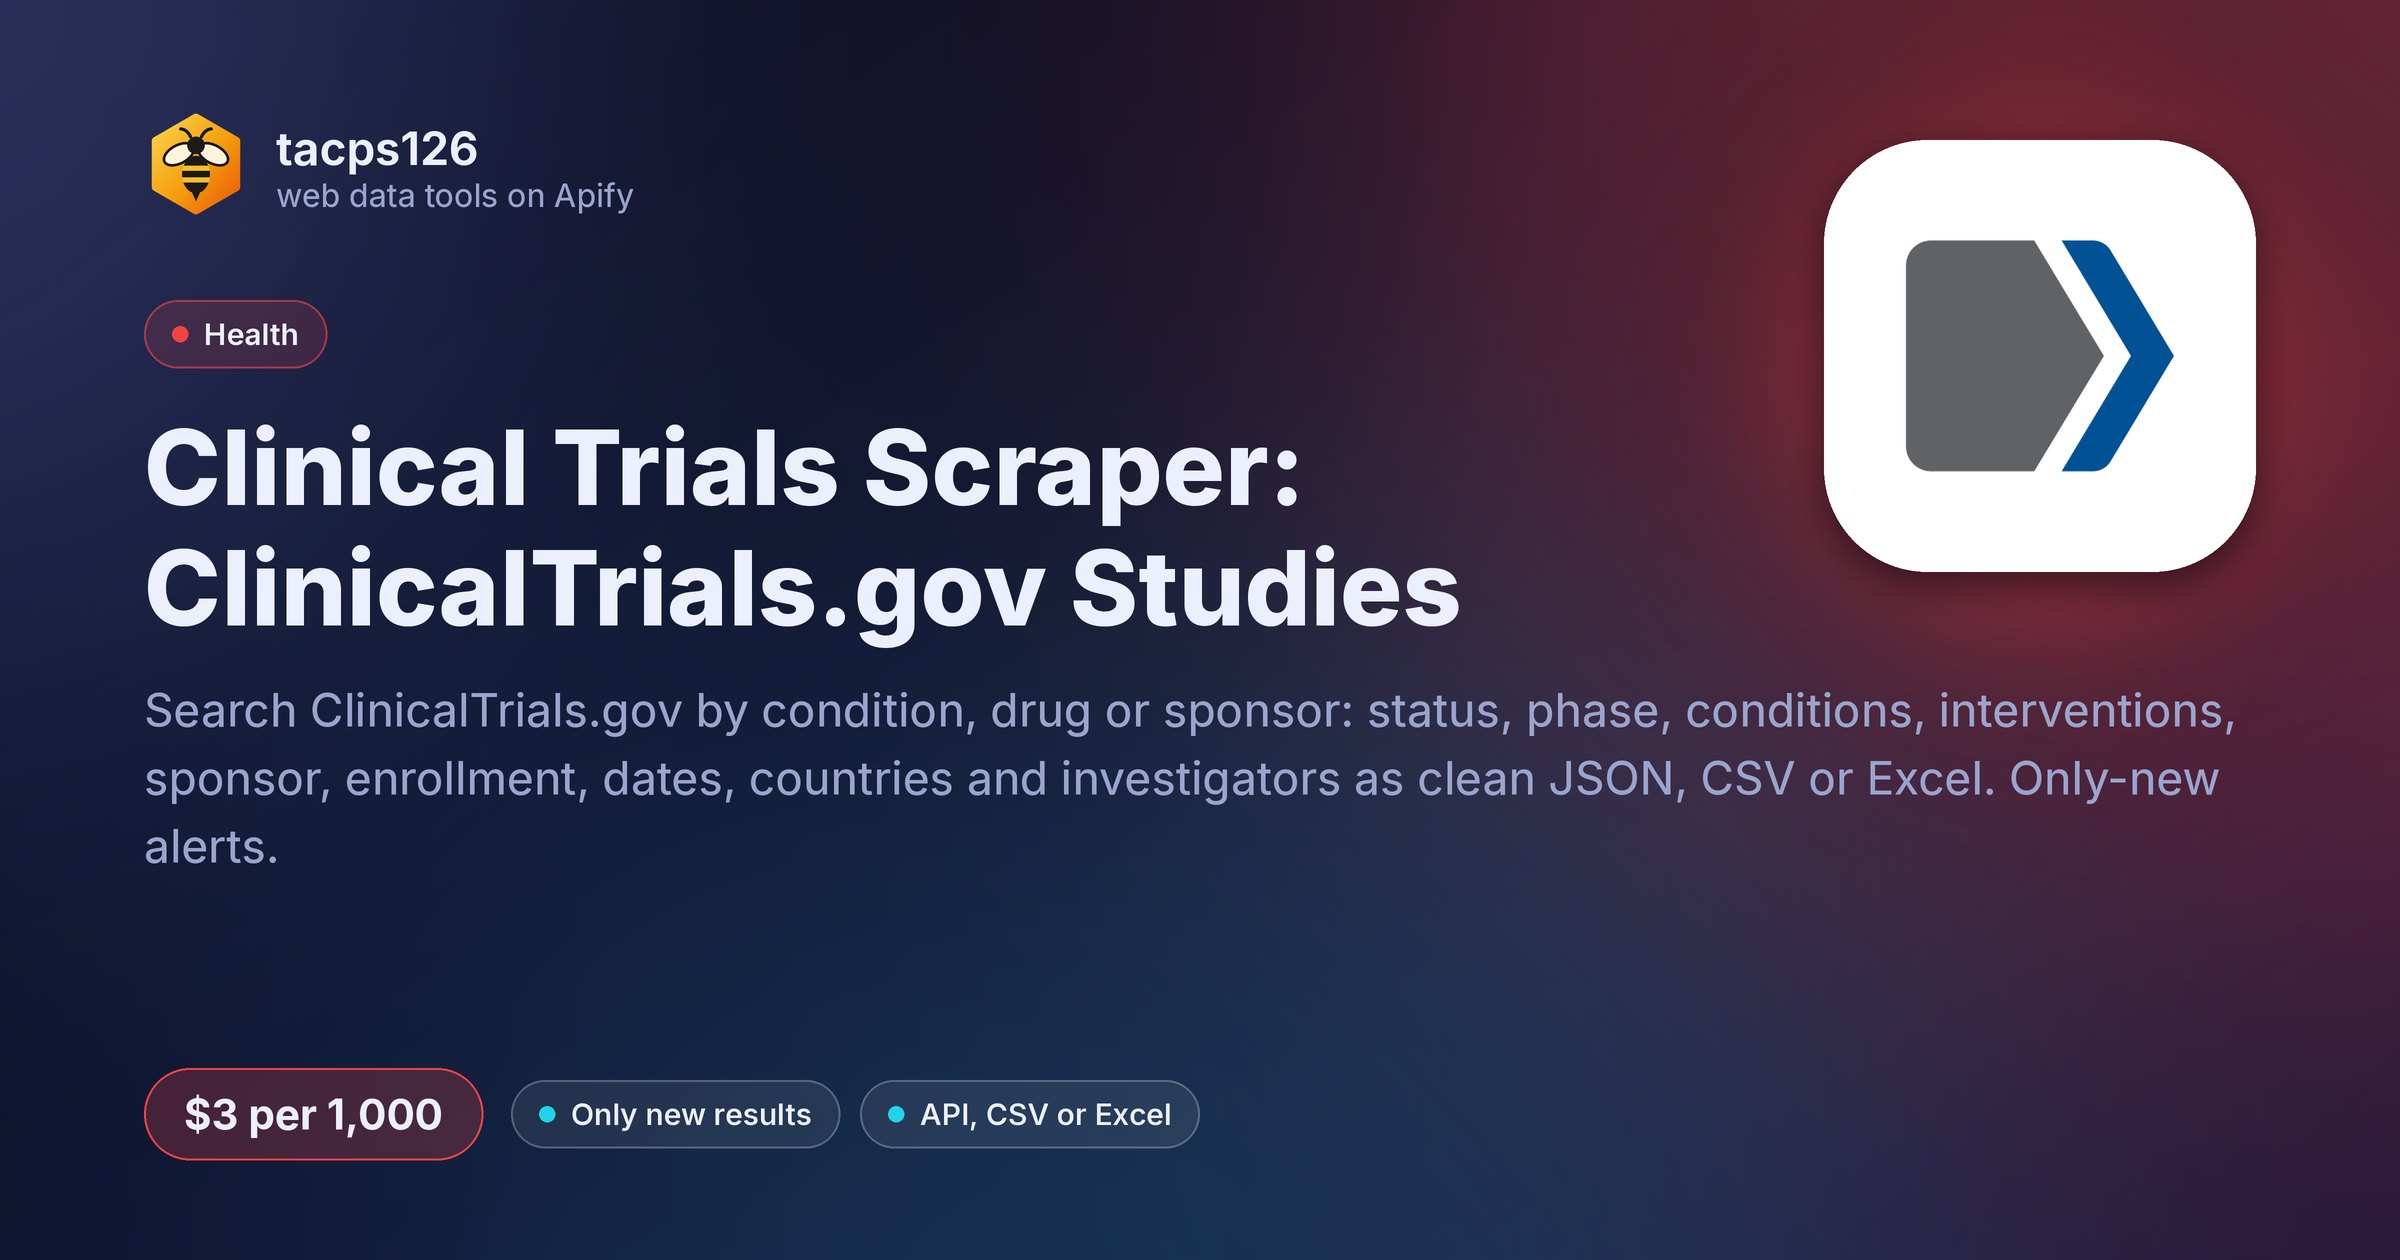 tacps126
web data tools on Apify
Health
Clinical Trials Scraper:
ClinicalTrials.gov Studies
Search ClinicalTrials.gov by condition, drug or sponsor: status, phase, conditions, interventions,
sponsor, enrollment, dates, countries and investigators as clean JSON, CSV or Excel. Only-new
alerts.
$3 per 1,000
Only new results
API, CSV or Excel